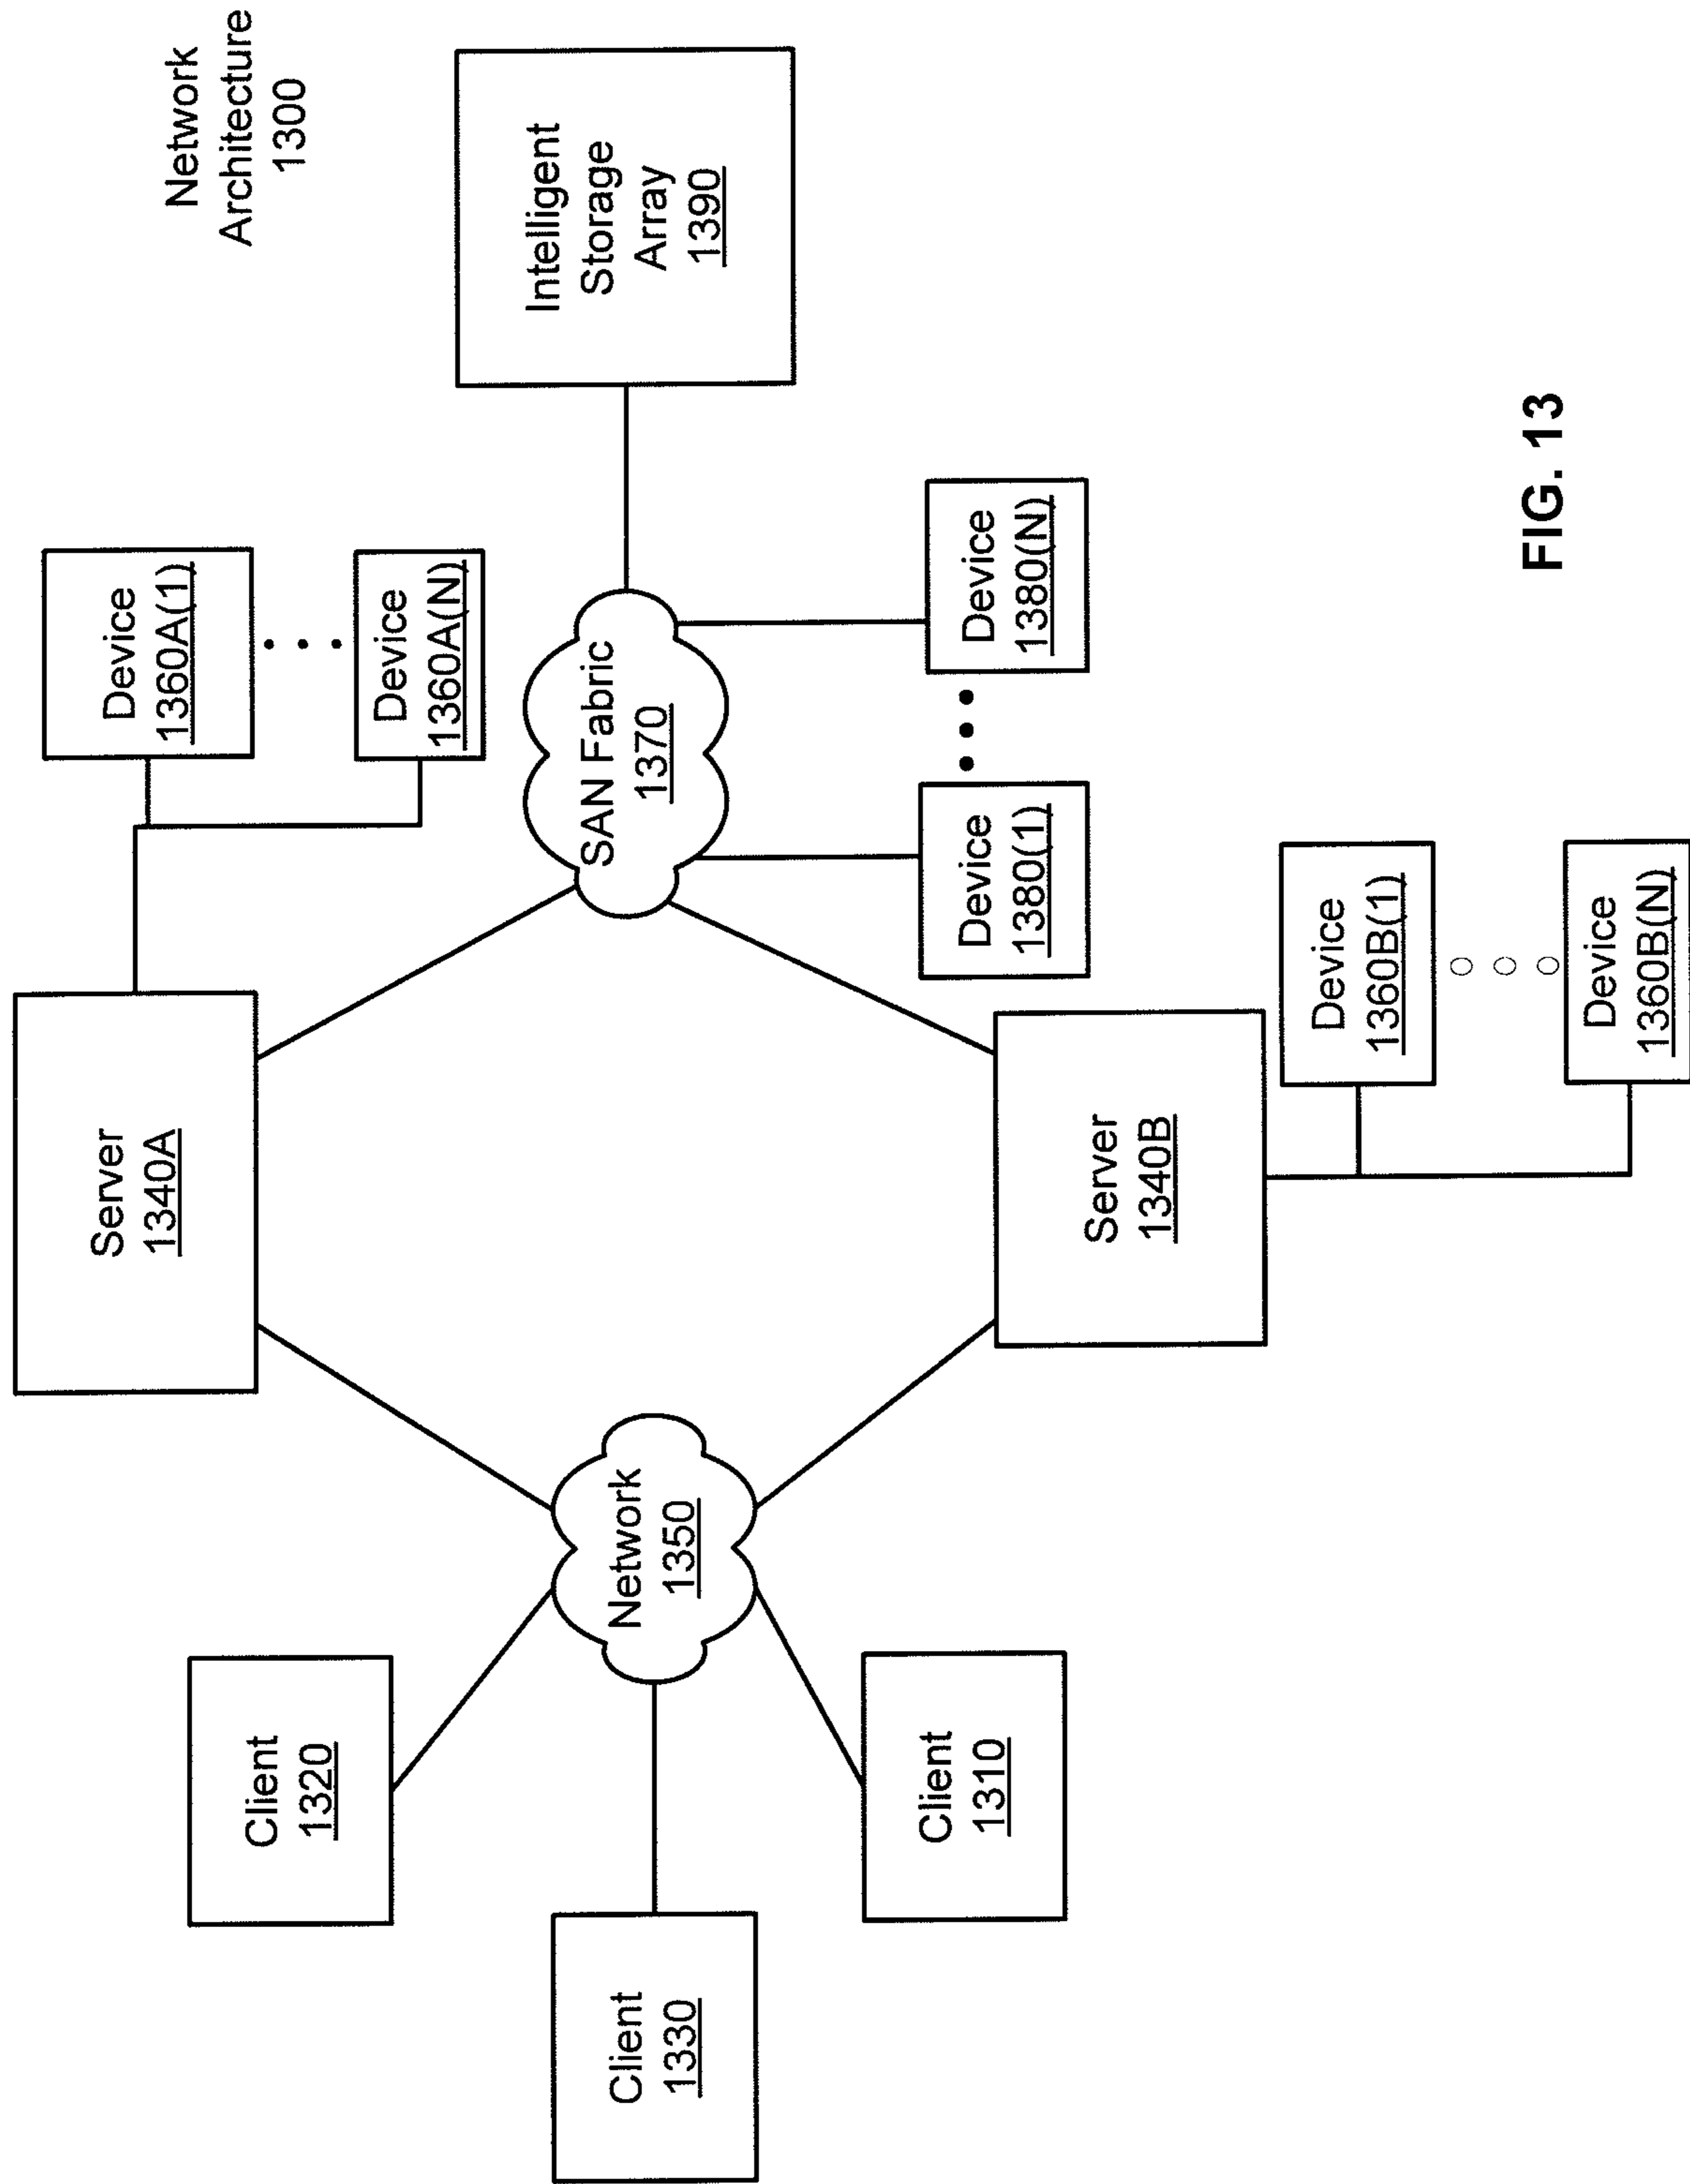 Network
Architecture
1300
Server
1340A
Device
1360A(1)
Device
1360A(N)
Client
1320
Client
1330
Network
1350
SAN Fabric
1370
Intelligent
Storage
Array
1390
Client
1310
Device
1380(1)
Device
1380(N)
Server
1340B
Device
1360B(1)
Device
1360B(N)
FIG. 13